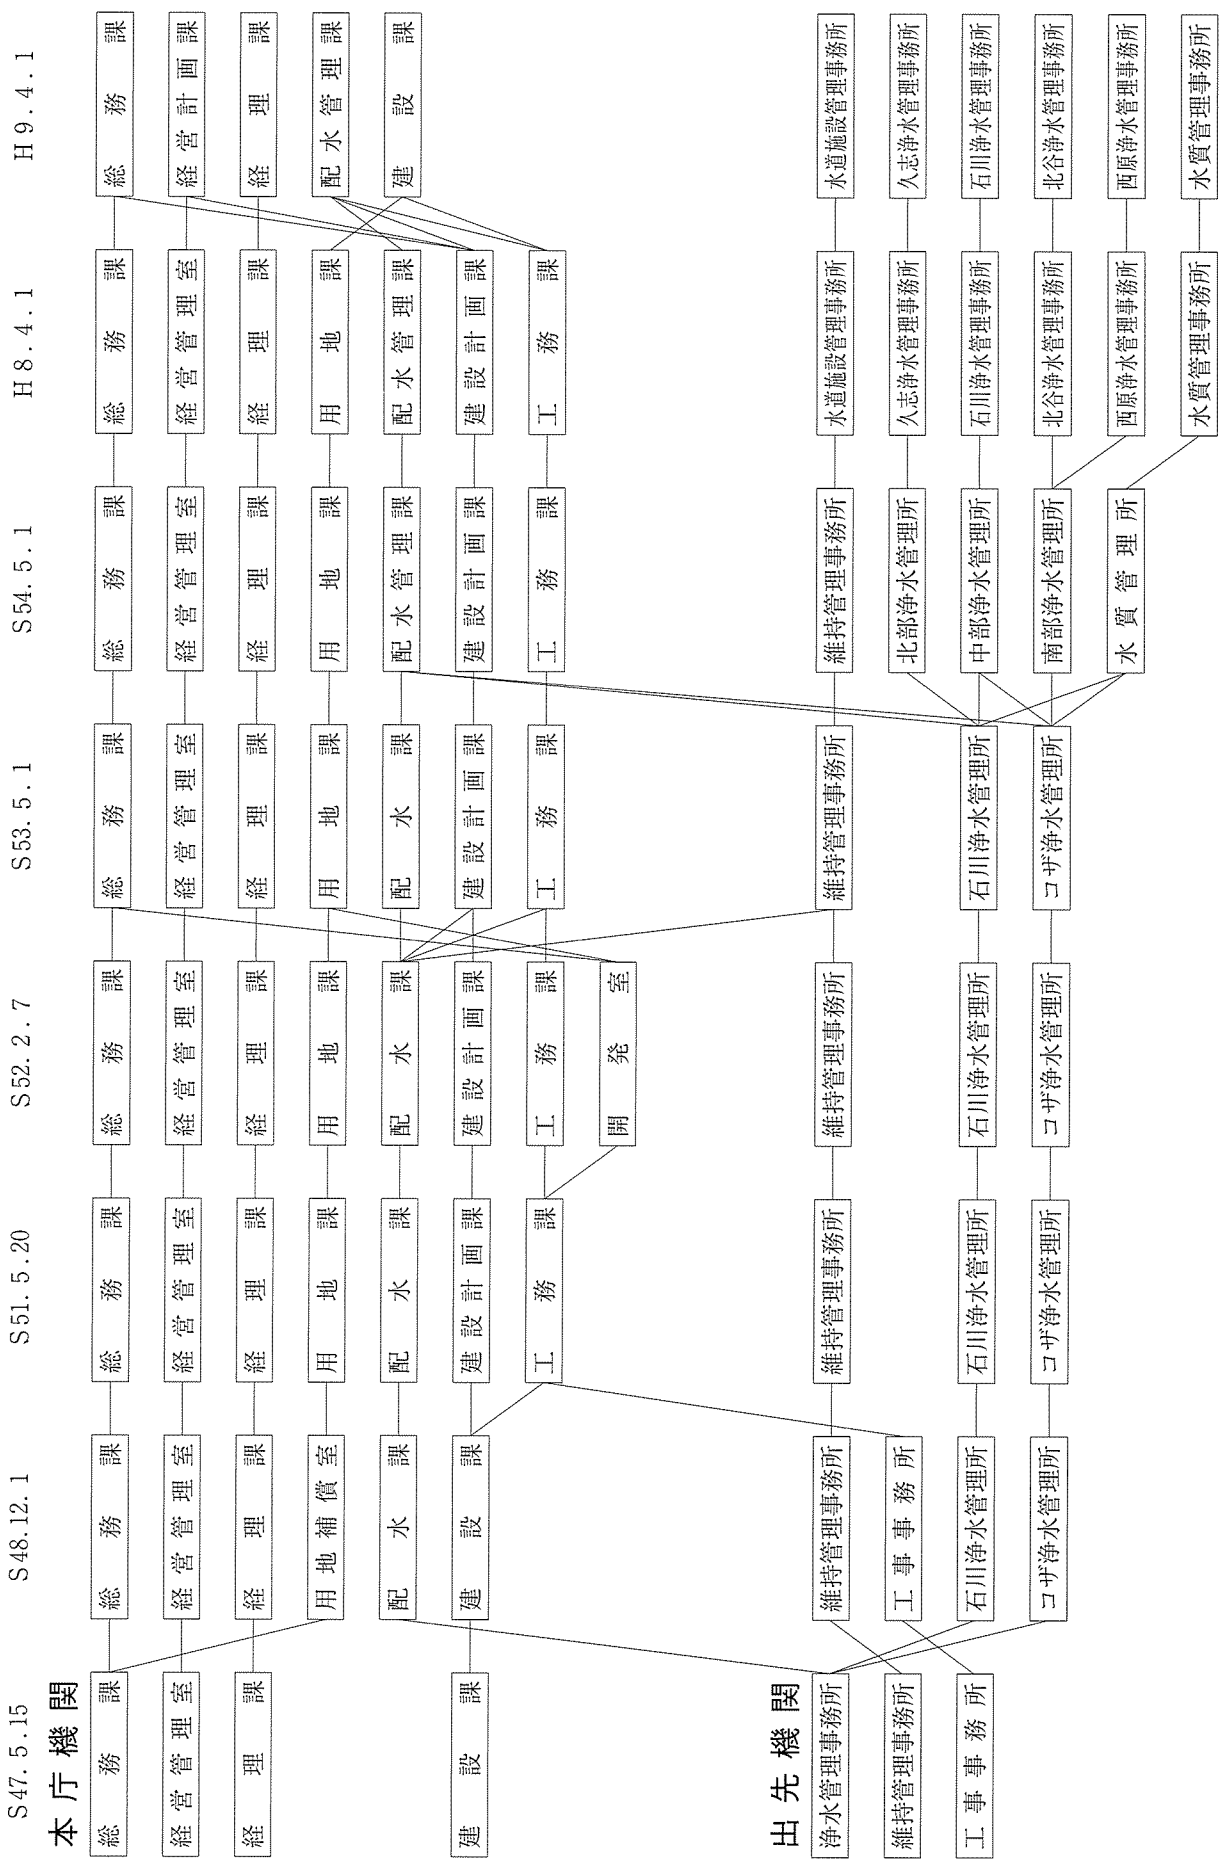 S47.5.15
本庁機関
総務課
経営管理室
経理課
建設課
出先機関
浄水管理事務所
維持管理事務所
工事事務所
S48.12.1
総務課
経営管理室
経理課
用地補償室
配水課
建設課
維持管理事務所
工事事務所
石川浄水管理所
コザ浄水管理所
S51.5.20
総務課
経営管理室
経理課
用地課
配水課
建設計画課
工務課
維持管理事務所
石川浄水管理所
コザ浄水管理所
S52.2.7
総務課
経営管理室
経理課
用地課
配水課
建設計画課
工務課
開発室
維持管理事務所
石川浄水管理所
コザ浄水管理所
S53.5.1
総務課
経営管理室
経理課
用地課
配水課
建設計画課
工務課
維持管理事務所
石川浄水管理所
コザ浄水管理所
S54.5.1
総務課
経営管理室
経理課
用地課
配水管理課
建設計画課
工務課
維持管理事務所
北部浄水管理所
中部浄水管理所
南部浄水管理所
水質管理所
H8.4.1
総務課
経営管理室
経理課
用地課
配水管理課
建設計画課
工務課
水道施設管理事務所
久志浄水管理事務所
石川浄水管理事務所
北谷浄水管理事務所
西原浄水管理事務所
水質管理事務所
H9.4.1
総務課
経営計画課
経理課
配水管理課
建設課
水道施設管理事務所
久志浄水管理事務所
石川浄水管理事務所
北谷浄水管理事務所
西原浄水管理事務所
水質管理事務所